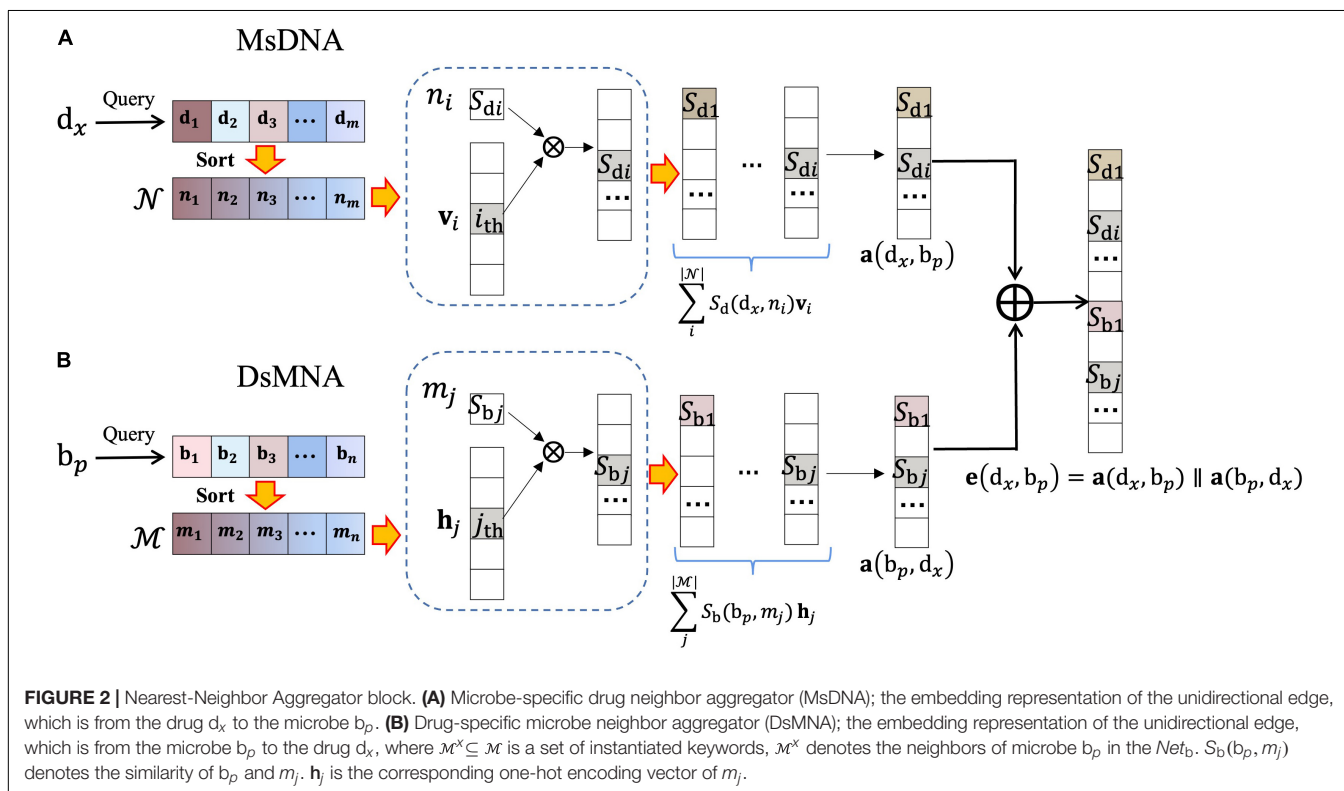 A
MsDNA
d_x Query d₁ d₂ d₃ ··· d_m
Sort
𝒩 n₁ n₂ n₃ ··· n_m
n_i S_di
⊗
v_i i_th
S_di
...
S_d1
...
...
S_di
...
∑_i^|𝒩| S_d(d_x, n_i)v_i
S_d1
S_di
...
a(d_x, b_p)
⊕
S_d1
S_di
...
S_b1
S_bj
...
e(d_x, b_p) = a(d_x, b_p) ∥ a(b_p, d_x)
B
DsMNA
b_p Query b₁ b₂ b₃ ··· b_n
Sort
ℳ m₁ m₂ m₃ ··· m_n
m_j S_bj
⊗
h_j j_th
S_bj
...
S_b1
...
...
S_bj
...
∑_j^|ℳ| S_b(b_p, m_j) h_j
S_b1
S_bj
...
a(b_p, d_x)
FIGURE 2 | Nearest-Neighbor Aggregator block. (A) Microbe-specific drug neighbor aggregator (MsDNA); the embedding representation of the unidirectional edge,
which is from the drug d_x to the microbe b_p. (B) Drug-specific microbe neighbor aggregator (DsMNA); the embedding representation of the unidirectional edge,
which is from the microbe b_p to the drug d_x, where ℳ^x ⊆ ℳ is a set of instantiated keywords, ℳ^x denotes the neighbors of microbe b_p in the Net_b. S_b(b_p, m_j)
denotes the similarity of b_p and m_j. h_j is the corresponding one-hot encoding vector of m_j.